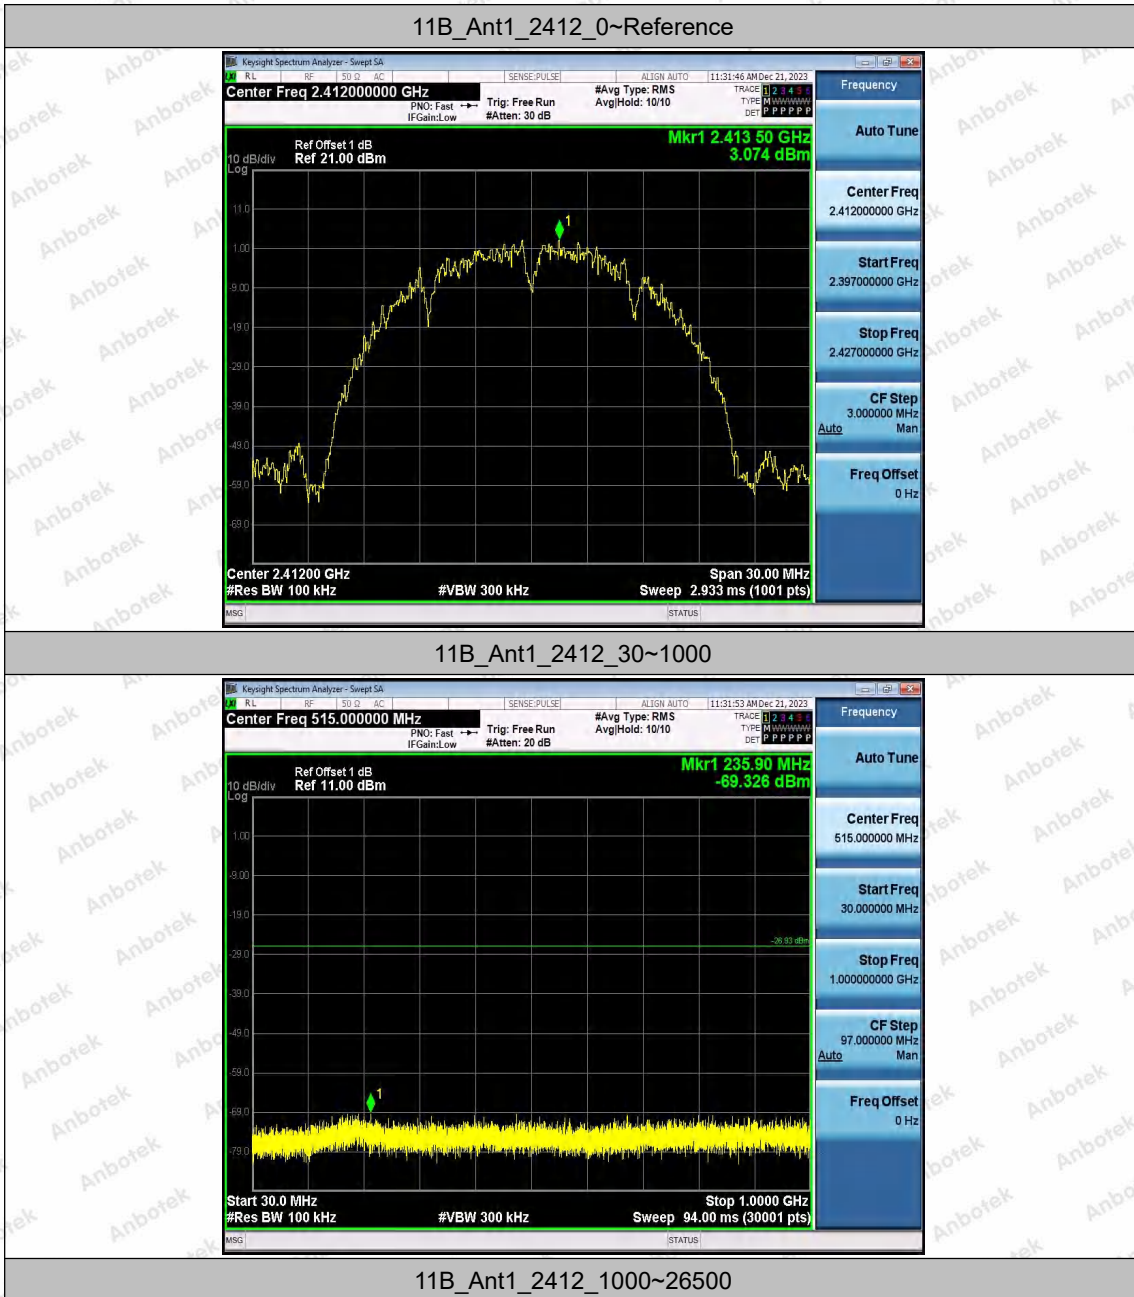 11B_Ant1_2412_0~Reference
Keysight Spectrum Analyzer - Swept SA
LXI RL RF 50 Ω AC SENSE:PULSE ALIGN AUTO 11:31:46 AM Dec 21, 2023
Center Freq 2.412000000 GHz
PNO: Fast
IFGain:Low
Trig: Free Run
#Atten: 30 dB
#Avg Type: RMS
Avg|Hold: 10/10
TRACE 1 2 3 4 5 6
TYPE M WWWWW
DET P P P P P P
Frequency
Mkr1 2.413 50 GHz
3.074 dBm
Ref Offset 1 dB
10 dB/div Ref 21.00 dBm
Log
11.0
1.00
-9.00
-19.0
-29.0
-39.0
-49.0
-59.0
-69.0
1
Center 2.41200 GHz
Span 30.00 MHz
#Res BW 100 kHz #VBW 300 kHz Sweep 2.933 ms (1001 pts)
MSG STATUS
Auto Tune
Center Freq
2.412000000 GHz
Start Freq
2.397000000 GHz
Stop Freq
2.427000000 GHz
CF Step
3.000000 MHz
Auto Man
Freq Offset
0 Hz
11B_Ant1_2412_30~1000
Keysight Spectrum Analyzer - Swept SA
LXI RL RF 50 Ω AC SENSE:PULSE ALIGN AUTO 11:31:53 AM Dec 21, 2023
Center Freq 515.000000 MHz
PNO: Fast
IFGain:Low
Trig: Free Run
#Atten: 20 dB
#Avg Type: RMS
Avg|Hold: 10/10
TRACE 1 2 3 4 5 6
TYPE M WWWWW
DET P P P P P P
Frequency
Mkr1 235.90 MHz
-69.326 dBm
Ref Offset 1 dB
10 dB/div Ref 11.00 dBm
Log
1.00
-9.00
-19.0
-29.0
-39.0
-49.0
-59.0
-69.0
-79.0
-26.93 dBm
1
Start 30.0 MHz
Stop 1.0000 GHz
#Res BW 100 kHz #VBW 300 kHz Sweep 94.00 ms (30001 pts)
MSG STATUS
Auto Tune
Center Freq
515.000000 MHz
Start Freq
30.000000 MHz
Stop Freq
1.000000000 GHz
CF Step
97.000000 MHz
Auto Man
Freq Offset
0 Hz
11B_Ant1_2412_1000~26500
Anbotek